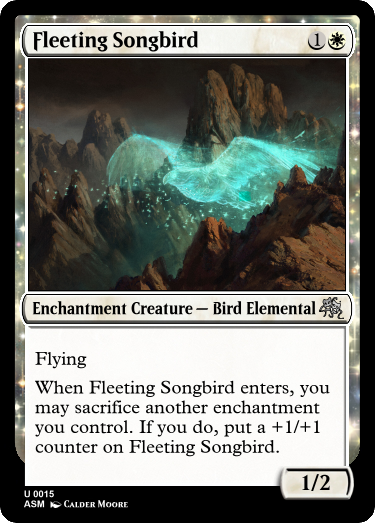 Fleeting Songbird 1
Enchantment Creature — Bird Elemental
Flying
When Fleeting Songbird enters, you
may sacrifice another enchantment
you control. If you do, put a +1/+1
counter on Fleeting Songbird.
1/2
U 0015
ASM Calder Moore